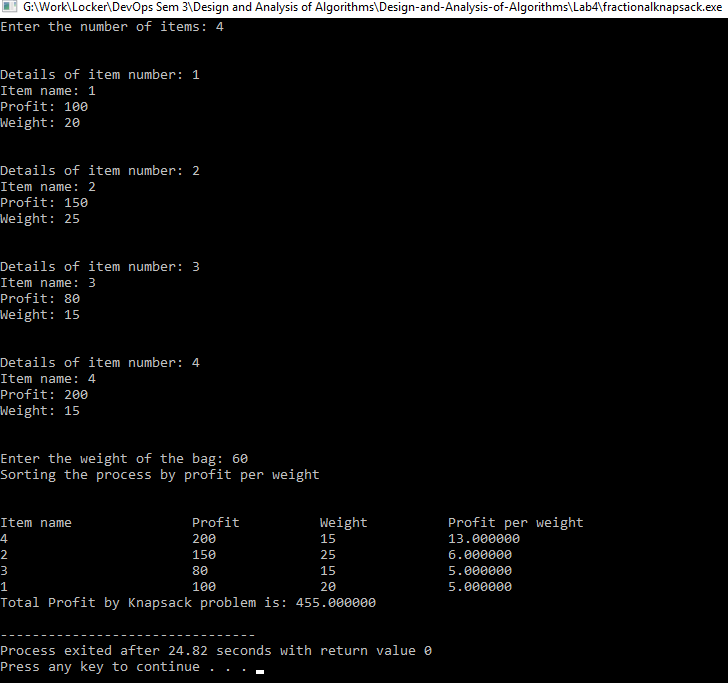 G:\Work\Locker\DevOps Sem 3\Design and Analysis of Algorithms\Design-and-Analysis-of-Algorithms\Lab4\fractionalknapsack.exe
Enter the number of items: 4
Details of item number: 1
Item name: 1
Profit: 100
Weight: 20
Details of item number: 2
Item name: 2
Profit: 150
Weight: 25
Details of item number: 3
Item name: 3
Profit: 80
Weight: 15
Details of item number: 4
Item name: 4
Profit: 200
Weight: 15
Enter the weight of the bag: 60
Sorting the process by profit per weight
Item name Profit Weight Profit per weight
4 200 15 13.000000
2 150 25 6.000000
3 80 15 5.000000
1 100 20 5.000000
Total Profit by Knapsack problem is: 455.000000
--------------------------------
Process exited after 24.82 seconds with return value 0
Press any key to continue . . .